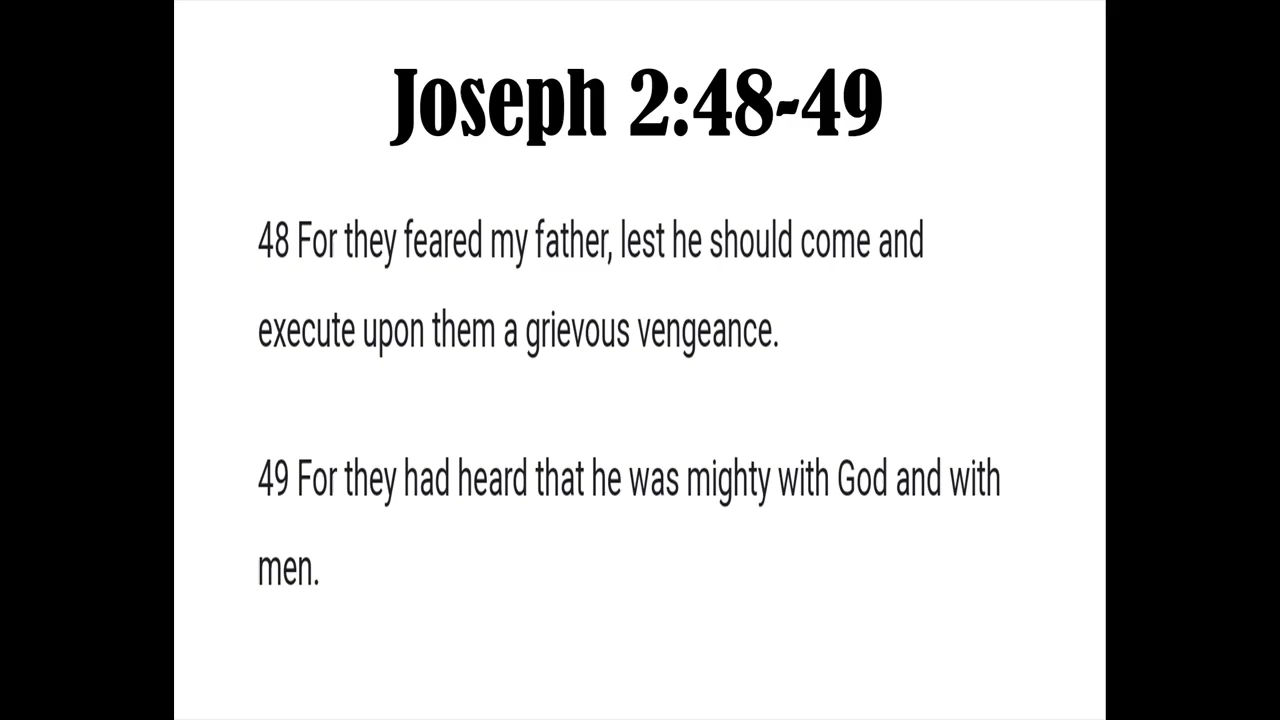 Joseph 2:48-49
48 For they feared my father, lest he should come and
execute upon them a grievous vengeance.
49 For they had heard that he was mighty with God and with
men.